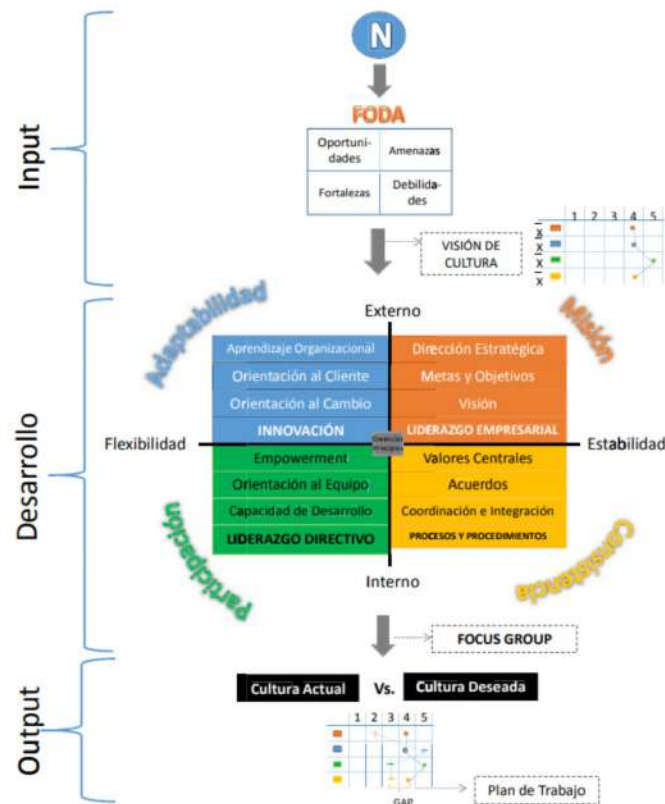 N
FODA
Oportuni-
dades
Amenazas
Fortalezas
Debilida-
des
Input
VISIÓN DE
CULTURA
1 2 3 4 5
X
X
X
X
Adaptabilidad
Externo
Misión
Aprendizaje Organizacional
Dirección Estratégica
Orientación al Cliente
Metas y Objetivos
Orientación al Cambio
Visión
INNOVACIÓN
LIDERAZGO EMPRESARIAL
Flexibilidad
Estabilidad
Desarrollo
Empowerment
Valores Centrales
Orientación al Equipo
Acuerdos
Capacidad de Desarrollo
Coordinación e Integración
LIDERAZGO DIRECTIVO
PROCESOS Y PROCEDIMIENTOS
Participación
Consistencia
Interno
FOCUS GROUP
Output
Cultura Actual Vs. Cultura Deseada
1 2 3 4 5
GAP
Plan de Trabajo